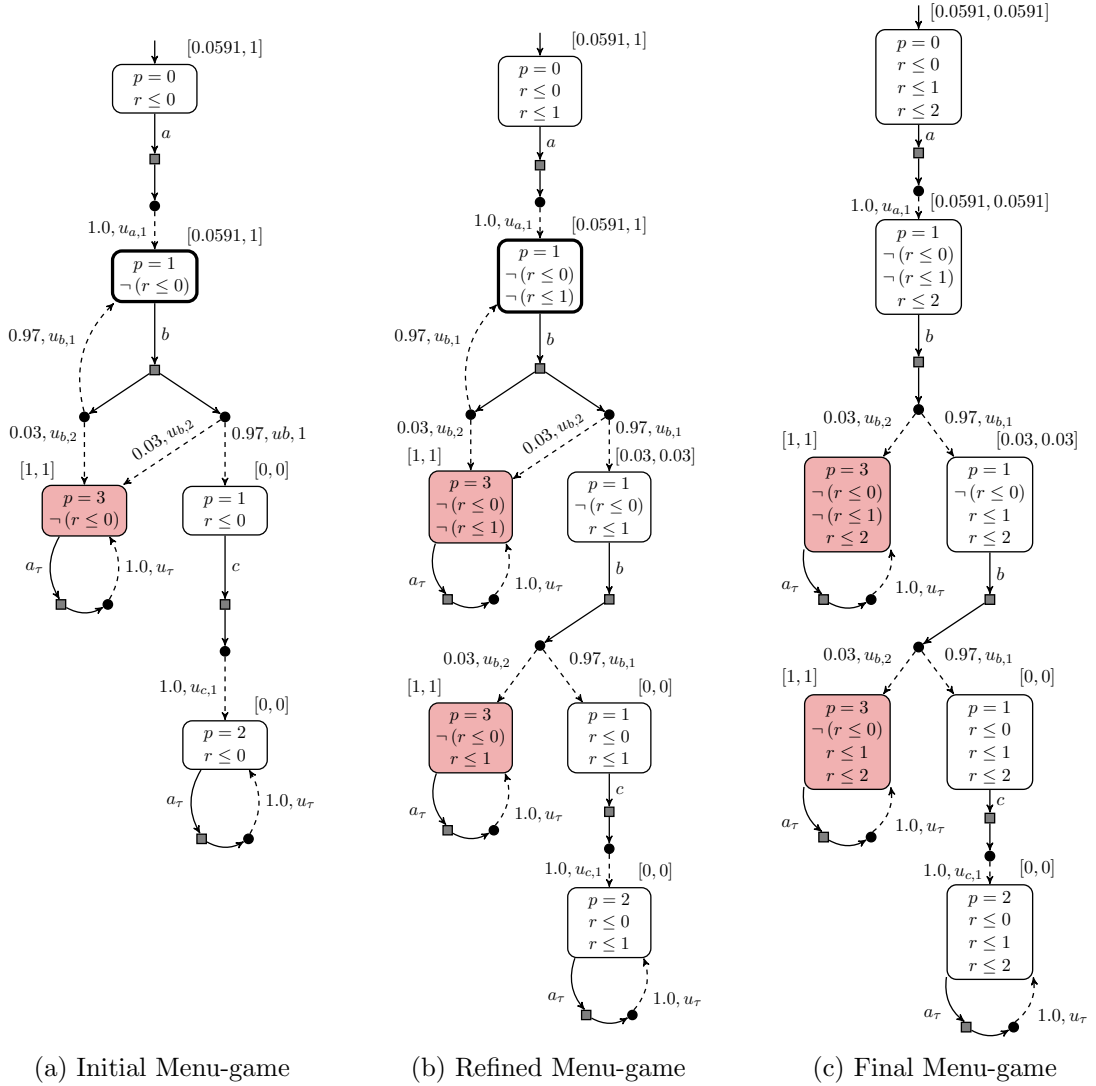 [0.0591, 1]
p = 0
r ≤ 0
a
1.0, u_{a,1}
[0.0591, 1]
p = 1
¬ (r ≤ 0)
0.97, u_{b,1}
b
0.03, u_{b,2}
0.03, u_{b,2}
0.97, ub, 1
[1, 1]
[0, 0]
p = 3
¬ (r ≤ 0)
p = 1
r ≤ 0
a_τ
1.0, u_τ
c
1.0, u_{c,1}
[0, 0]
p = 2
r ≤ 0
a_τ
1.0, u_τ
(a) Initial Menu-game
[0.0591, 1]
p = 0
r ≤ 0
r ≤ 1
a
1.0, u_{a,1}
[0.0591, 1]
p = 1
¬ (r ≤ 0)
¬ (r ≤ 1)
0.97, u_{b,1}
b
0.03, u_{b,2}
0.03, u_{b,2}
0.97, u_{b,1}
[1, 1]
[0.03, 0.03]
p = 3
¬ (r ≤ 0)
¬ (r ≤ 1)
p = 1
¬ (r ≤ 0)
r ≤ 1
a_τ
1.0, u_τ
b
0.03, u_{b,2}
0.97, u_{b,1}
[1, 1]
[0, 0]
p = 3
¬ (r ≤ 0)
r ≤ 1
p = 1
r ≤ 0
r ≤ 1
a_τ
1.0, u_τ
c
1.0, u_{c,1}
[0, 0]
p = 2
r ≤ 0
r ≤ 1
a_τ
1.0, u_τ
(b) Refined Menu-game
[0.0591, 0.0591]
p = 0
r ≤ 0
r ≤ 1
r ≤ 2
a
1.0, u_{a,1}
[0.0591, 0.0591]
p = 1
¬ (r ≤ 0)
¬ (r ≤ 1)
r ≤ 2
b
0.03, u_{b,2}
0.97, u_{b,1}
[1, 1]
[0.03, 0.03]
p = 3
¬ (r ≤ 0)
¬ (r ≤ 1)
r ≤ 2
p = 1
¬ (r ≤ 0)
r ≤ 1
r ≤ 2
a_τ
1.0, u_τ
b
0.03, u_{b,2}
0.97, u_{b,1}
[1, 1]
[0, 0]
p = 3
¬ (r ≤ 0)
r ≤ 1
r ≤ 2
p = 1
r ≤ 0
r ≤ 1
r ≤ 2
a_τ
1.0, u_τ
c
1.0, u_{c,1}
[0, 0]
p = 2
r ≤ 0
r ≤ 1
r ≤ 2
a_τ
1.0, u_τ
(c) Final Menu-game